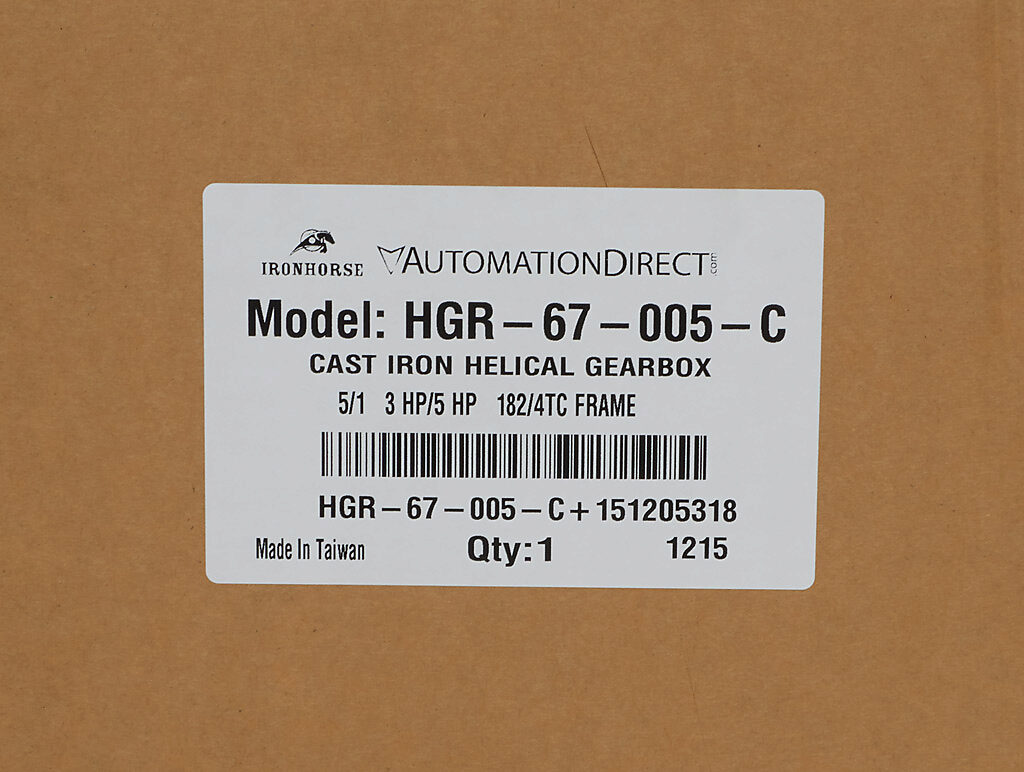 IRONHORSE AUTOMATIONDIRECT.com
Model: HGR–67–005–C
CAST IRON HELICAL GEARBOX
5/1 3 HP/5 HP 182/4TC FRAME
HGR–67–005–C+151205318
Made In Taiwan Qty:1 1215